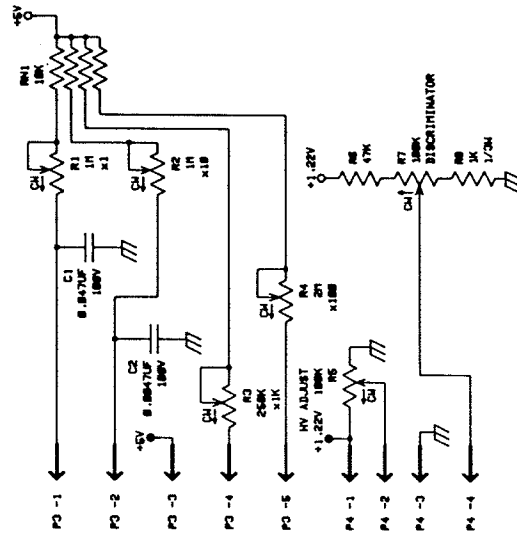 +5V
RN1
10K
R1
1M
x1
CW
C1
0.047UF
100V
R2
1M
x10
CW
C2
0.0047UF
100V
+5V
R3
250K
x1K
CW
R4
2M
x100
CW
HV ADJUST
+1.22V
100K
R5
CW
+1.22V
R6
47K
R7
100K
DISCRIMINATOR
CW
R8
1K
1/3W
P3 -1
P3 -2
P3 -3
P3 -4
P3 -5
P4 -1
P4 -2
P4 -3
P4 -4